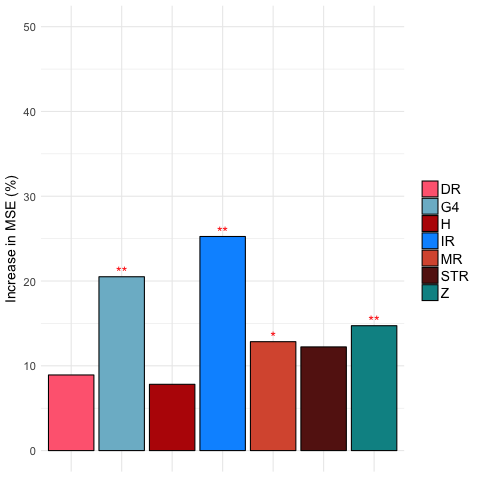 Increase in MSE (%)
50
40
30
20
10
0
**
**
*
**
DR
G4
H
IR
MR
STR
Z